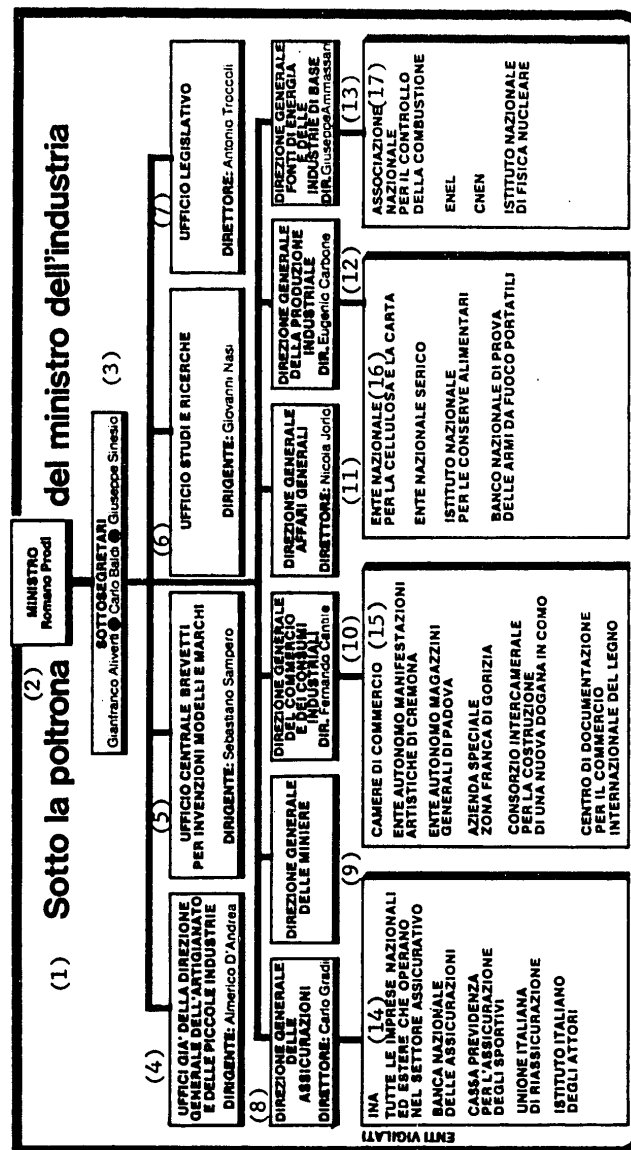 (1) Sotto la poltrona del ministro dell'industria
(2)
MINISTRO
Romano Prodi
SOTTOSEGRETARI
(3)
Gianfranco Aliverti ● Carlo Baldi ● Giuseppe Sinesio
(4)
UFFICI GIA' DELLA DIREZIONE
GENERALE DELL'ARTIGIANATO
E DELLE PICCOLE INDUSTRIE
DIRIGENTE: Almerico D'Andrea
(5)
UFFICIO CENTRALE BREVETTI
PER INVENZIONI MODELLI E MARCHI
DIRIGENTE: Sebastiano Sampero
(6)
UFFICIO STUDI E RICERCHE
DIRIGENTE: Giovanni Nasi
(7)
UFFICIO LEGISLATIVO
DIRETTORE: Antonio Troccoli
(8)
DIREZIONE GENERALE
DELLE
ASSICURAZIONI
DIRETTORE: Carlo Gradi
DIREZIONE GENERALE
DELLE MINIERE
(9)
DIREZIONE GENERALE
DEL COMMERCIO
E DEI CONSUMI
INDUSTRIALI
DIR. Fernando Cantile
(10)
DIREZIONE GENERALE
AFFARI GENERALI
DIRETTORE: Nicola Jorio
(11)
DIREZIONE GENERALE
DELLA PRODUZIONE
INDUSTRIALE
DIR. Eugenio Carbone
(12)
DIREZIONE GENERALE
FONTI DI ENERGIA
E DELLE
INDUSTRIE DI BASE
DIR. Giuseppe Ammassari
(13)
ENTI VIGILATI
INA (14)
TUTTE LE IMPRESE NAZIONALI
ED ESTERE CHE OPERANO
NEL SETTORE ASSICURATIVO
BANCA NAZIONALE
DELLE ASSICURAZIONI
CASSA PREVIDENZA
PER L'ASSICURAZIONE
DEGLI SPORTIVI
UNIONE ITALIANA
DI RIASSICURAZIONE
ISTITUTO ITALIANO
DEGLI ATTORI
CAMERE DI COMMERCIO (15)
ENTE AUTONOMO MANIFESTAZIONI
ARTISTICHE DI CREMONA
ENTE AUTONOMO MAGAZZINI
GENERALI DI PADOVA
AZIENDA SPECIALE
ZONA FRANCA DI GORIZIA
CONSORZIO INTERCAMERALE
PER LA COSTRUZIONE
DI UNA NUOVA DOGANA IN COMO
CENTRO DI DOCUMENTAZIONE
PER IL COMMERCIO
INTERNAZIONALE DEL LEGNO
ENTE NAZIONALE (16)
PER LA CELLULOSA E LA CARTA
ENTE NAZIONALE SERICO
ISTITUTO NAZIONALE
PER LE CONSERVE ALIMENTARI
BANCO NAZIONALE DI PROVA
DELLE ARMI DA FUOCO PORTATILI
ASSOCIAZIONE (17)
NAZIONALE
PER IL CONTROLLO
DELLA COMBUSTIONE
ENEL
CNEN
ISTITUTO NAZIONALE
DI FISICA NUCLEARE